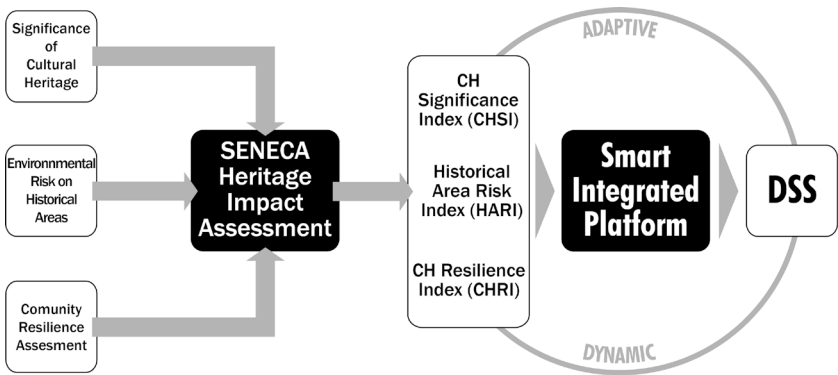 Significance
of
Cultural
Heritage
Environnmental
Risk on
Historical
Areas
Comunity
Resilience
Assesment
SENECA
Heritage
Impact
Assessment
CH
Significance
Index (CHSI)
Historical
Area Risk
Index (HARI)
CH Resilience
Index (CHRI)
ADAPTIVE
Smart
Integrated
Platform
DYNAMIC
DSS